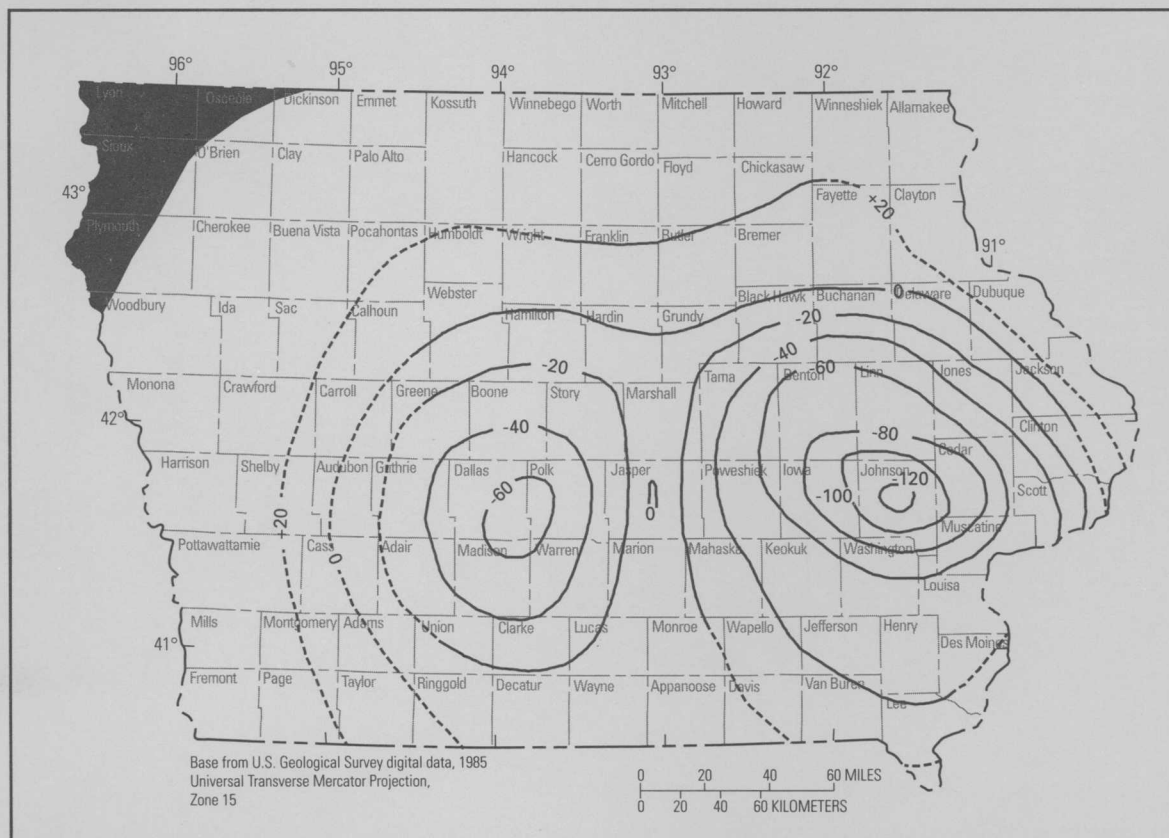 96° 95° 94° 93° 92°
Lyon Osceola Dickinson Emmet Kossuth Winnebago Worth Mitchell Howard Winneshiek Allamakee
Sioux O'Brien Clay Palo Alto Hancock Cerro Gordo Floyd Chickasaw
43° Fayette Clayton
+20
Plymouth Cherokee Buena Vista Pocahontas Humboldt Wright Franklin Butler Bremer
91°
Webster Black Hawk Buchanan 0 Delaware Dubuque
Woodbury Ida Sac Calhoun Hamilton Hardin Grundy -20
-40
-20 -60
Monona Crawford Carroll Greene Boone Story Marshall Tama Benton Linn Jones Jackson
42°
-40 -80 Clinton
Cedar
Harrison Shelby Audubon Guthrie Dallas Polk Jasper Poweshiek Iowa Johnson
-120
-60 -100 Scott
0
+20 Muscatine
Pottawattamie Cass Adair Madison Warren Marion Mahaska Keokuk Washington
0
Louisa
Mills Montgomery Adams Union Clarke Lucas Monroe Wapello Jefferson Henry
41° Des Moines
Fremont Page Taylor Ringgold Decatur Wayne Appanoose Davis Van Buren
Lee
Base from U.S. Geological Survey digital data, 1985
Universal Transverse Mercator Projection,
Zone 15
0 20 40 60 MILES
0 20 40 60 KILOMETERS